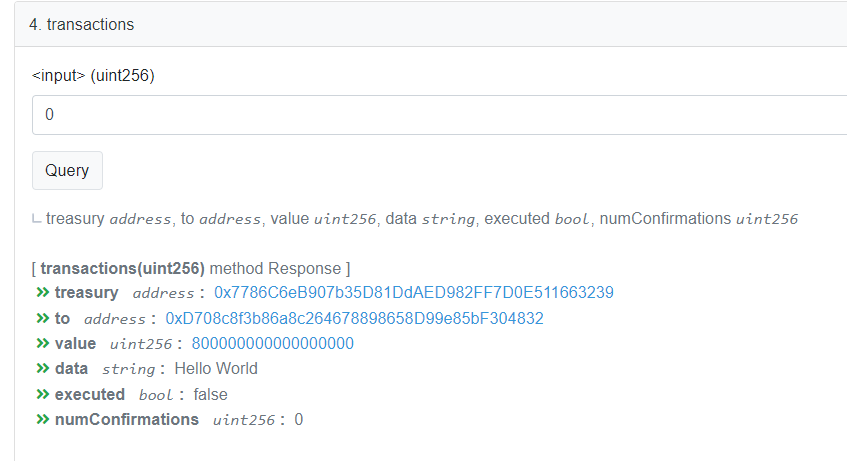 4. transactions
<input> (uint256)
0
Query
treasury address, to address, value uint256, data string, executed bool, numConfirmations uint256
[ transactions(uint256) method Response ]
treasury address : 0x7786C6eB907b35D81DdAED982FF7D0E511663239
to address : 0xD708c8f3b86a8c264678898658D99e85bF304832
value uint256 : 800000000000000000
data string : Hello World
executed bool : false
numConfirmations uint256 : 0